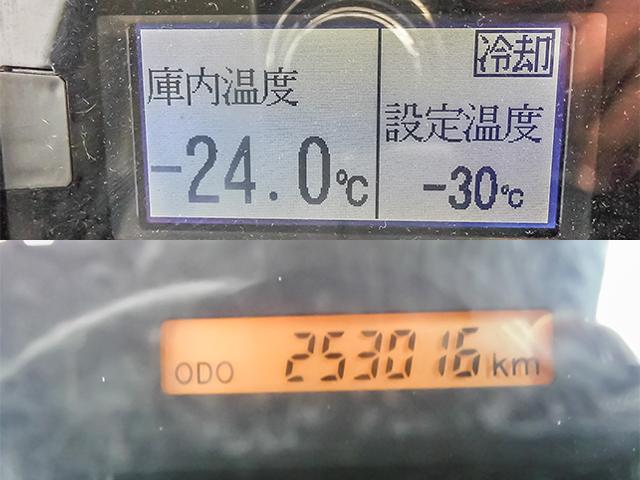 冷却
庫内温度
設定温度
-24.0℃
-30℃
ODO 253016 km